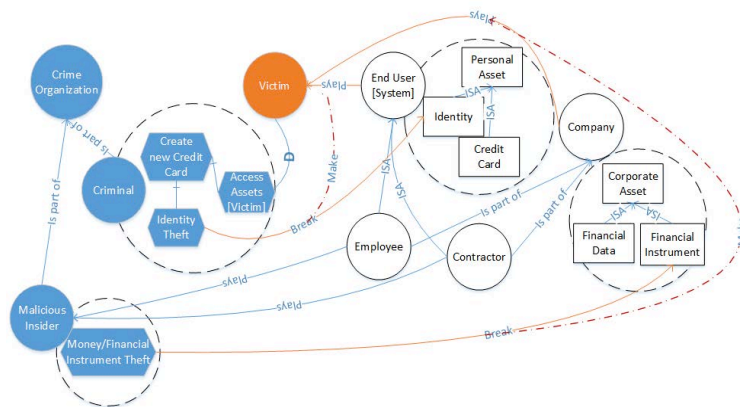 Plays
Crime
Organization
Victim
Plays
End User
[System]
Personal
Asset
ISA
ISA
Identity
Credit
Card
Company
Is part of
Create
new Credit
Card
Criminal
Access
Assets
[Victim]
D
Make
Identity
Theft
Break
ISA
ISA
Is part of
Is part of
Is part of
Employee
Contractor
Corporate
Asset
ISA
ISA
Financial
Data
Financial
Instrument
Plays
Plays
Malicious
Insider
Money/Financial
Instrument Theft
Break